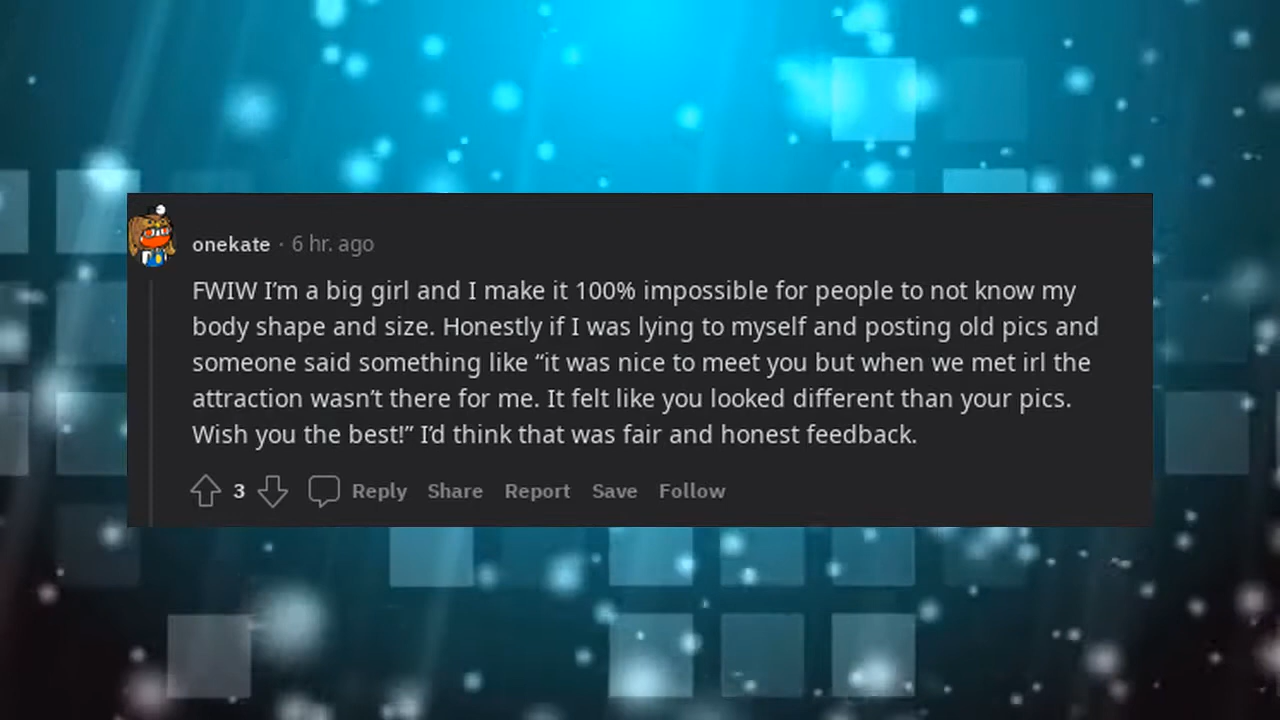 onekate · 6 hr. ago
FWIW I’m a big girl and I make it 100% impossible for people to not know my
body shape and size. Honestly if I was lying to myself and posting old pics and
someone said something like “it was nice to meet you but when we met irl the
attraction wasn’t there for me. It felt like you looked different than your pics.
Wish you the best!” I’d think that was fair and honest feedback.
3 Reply Share Report Save Follow